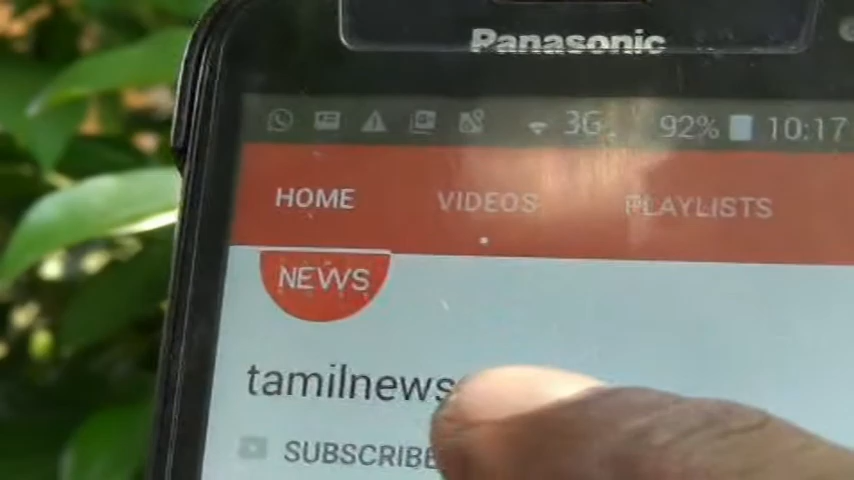 Panasonic
3G 92% 10:17
HOME VIDEOS PLAYLISTS
NEWS
tamilnews
SUBSCRIBE